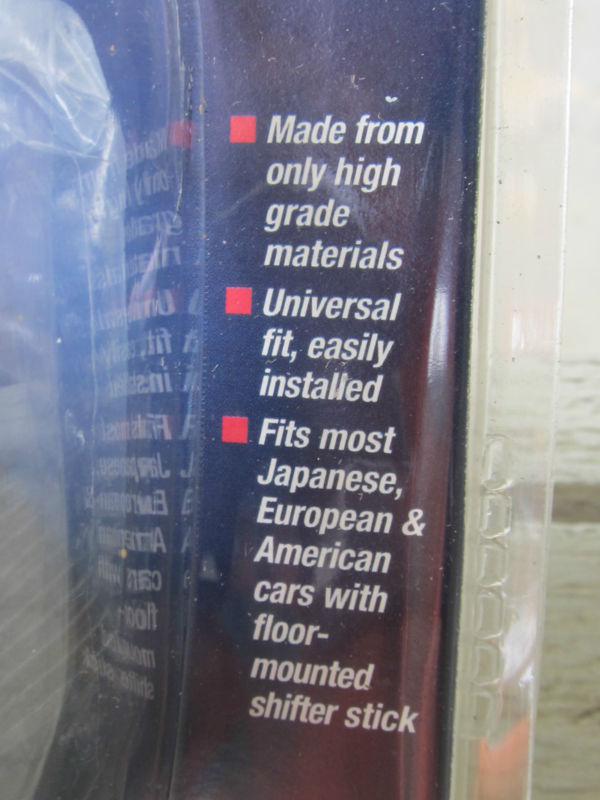 Made from
only high
grade
materials
Universal
fit, easily
installed
Fits most
Japanese,
European &
American
cars with
floor-
mounted
shifter stick